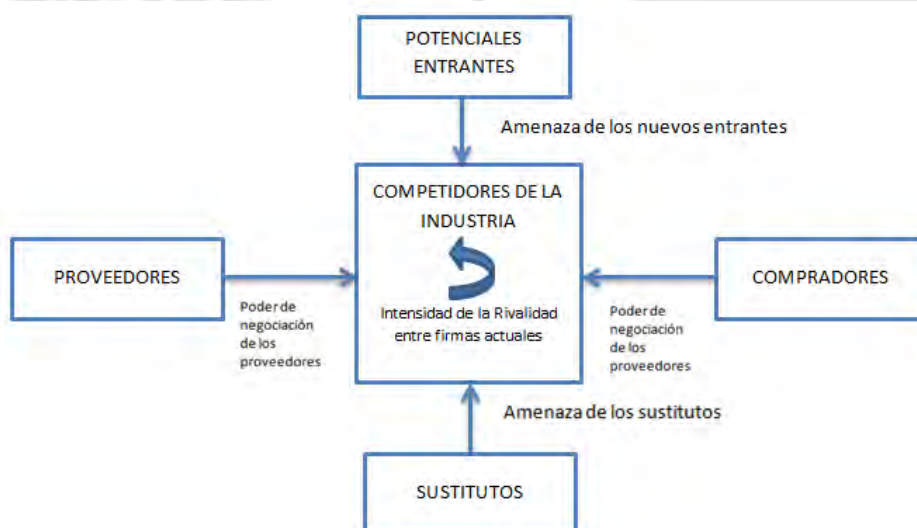 POTENCIALES
ENTRANTES
Amenaza de los nuevos entrantes
COMPETIDORES DE LA
INDUSTRIA
PROVEEDORES
COMPRADORES
Intensidad de la Rivalidad
entre firmas actuales
Poder de
negociación
de los
proveedores
Poder de
negociación
de los
proveedores
Amenaza de los sustitutos
SUSTITUTOS